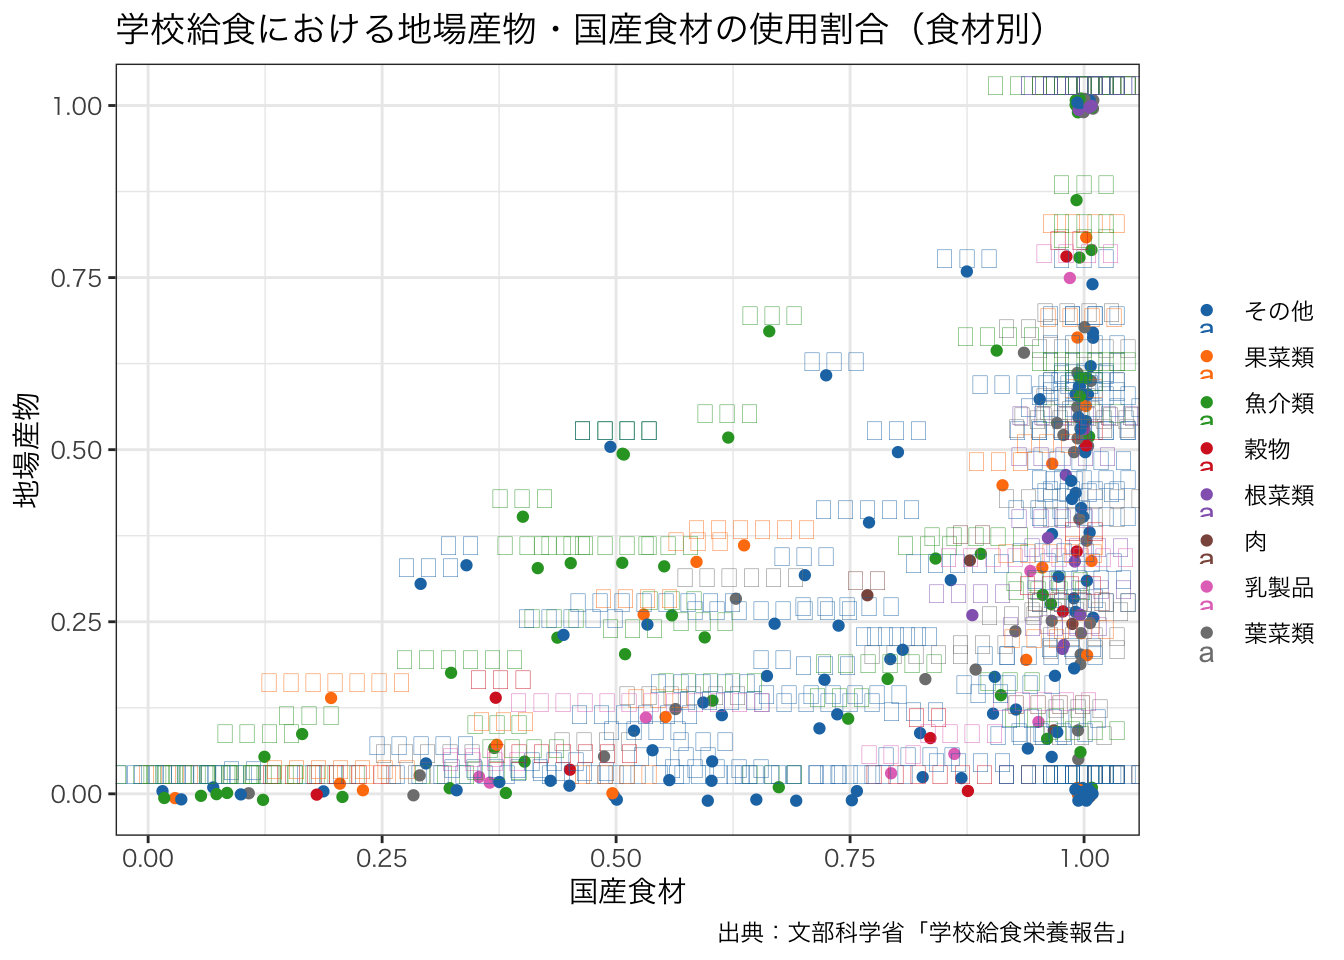 学校給食における地場産物・国産食材の使用割合（食材別）
1.00
0.75
0.50
0.25
0.00
地場産物
0.00 0.25 0.50 0.75 1.00
国産食材
その他
果菜類
魚介類
穀物
根菜類
肉
乳製品
葉菜類
a
出典：文部科学省「学校給食栄養報告」